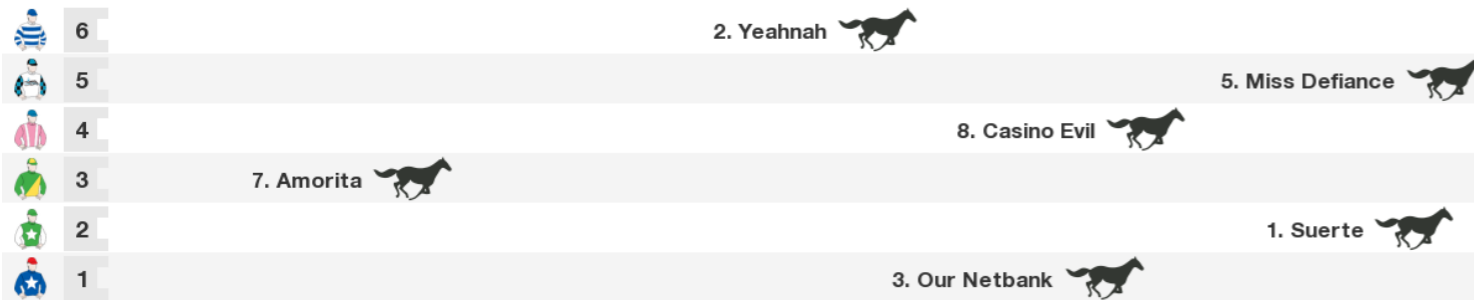 6 2. Yeahnah
5 5. Miss Defiance
4 8. Casino Evil
3 7. Amorita
2 1. Suerte
1 3. Our Netbank